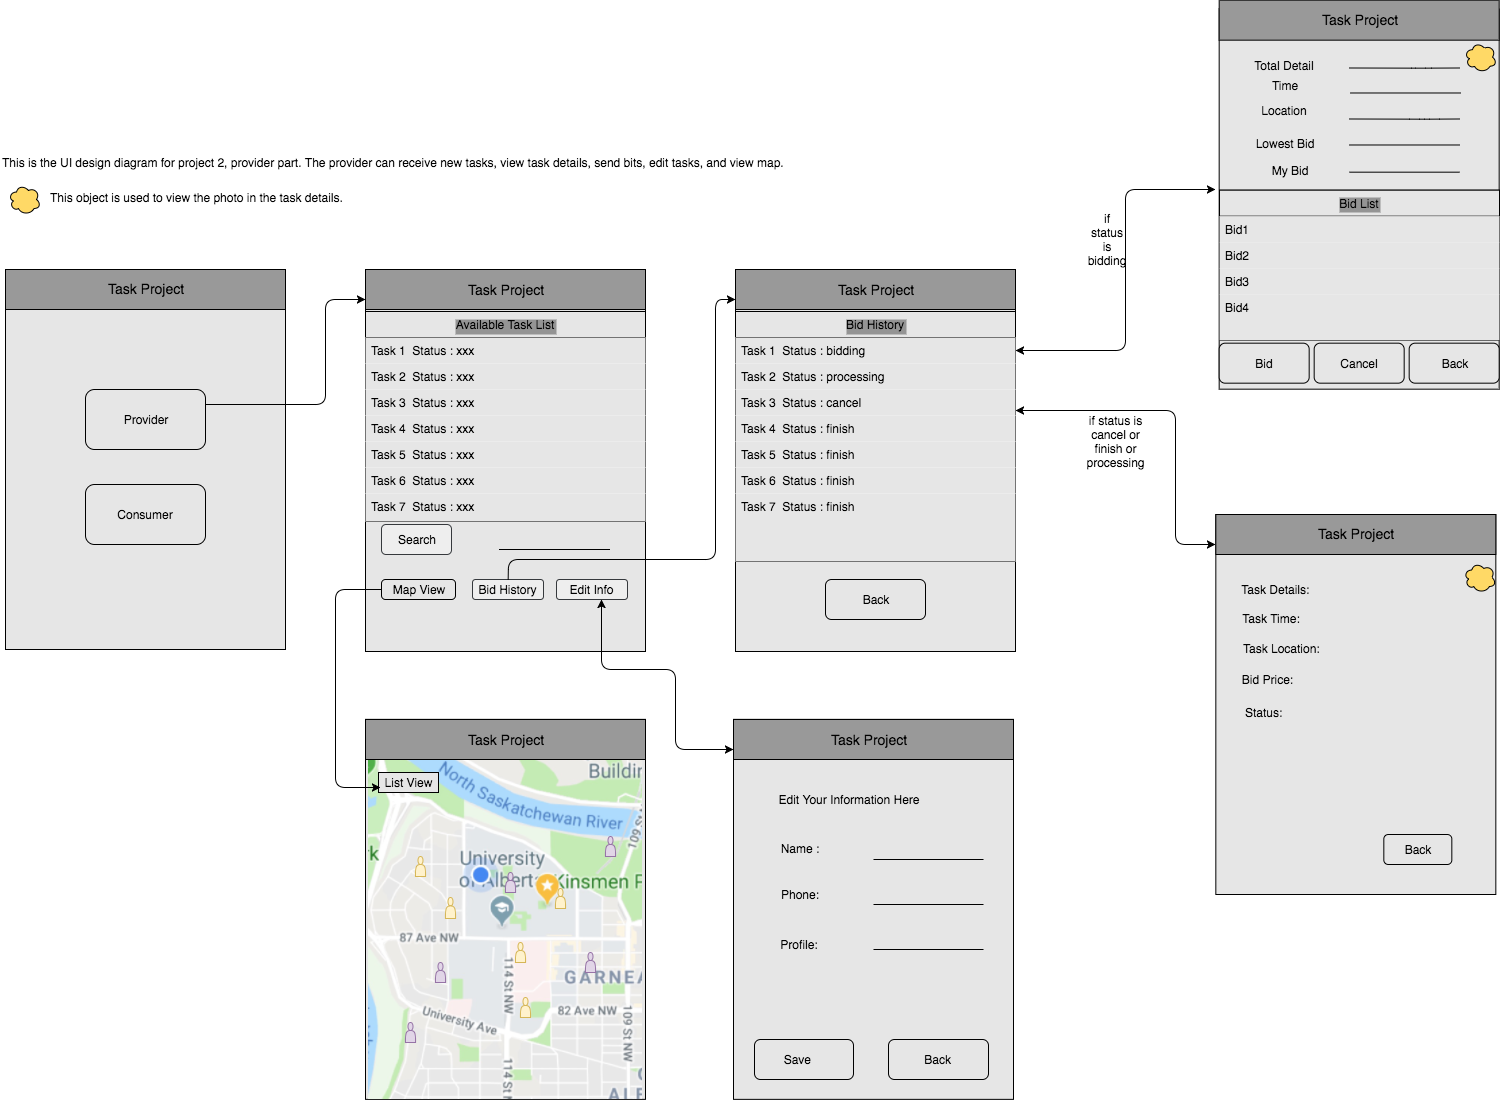 This is the UI design diagram for project 2, provider part. The provider can receive new tasks, view task details, send bits, edit tasks, and view map.
This object is used to view the photo in the task details.
Task Project
Provider
Consumer
Task Project
Available Task List
Task 1  Status : xxx
Task 2  Status : xxx
Task 3  Status : xxx
Task 4  Status : xxx
Task 5  Status : xxx
Task 6  Status : xxx
Task 7  Status : xxx
Search
Map View
Bid History
Edit Info
Task Project
Bid History
Task 1  Status : bidding
Task 2  Status : processing
Task 3  Status : cancel
Task 4  Status : finish
Task 5  Status : finish
Task 6  Status : finish
Task 7  Status : finish
Back
if
status
is
bidding
Task Project
Total Detail
Time
Location
Lowest Bid
My Bid
Bid List
Bid1
Bid2
Bid3
Bid4
Bid
Cancel
Back
if status is
cancel or
finish or
processing
Task Project
Task Details:
Task Time:
Task Location:
Bid Price:
Status:
Back
Task Project
List View
North Saskatchewan River
Buildin
109 St
k
University
of Alberta
Kinsmen F
87 Ave NW
114 St NW
GARNEA
University Ave
82 Ave NW
109 St NW
114 St N
Task Project
Edit Your Information Here
Name :
Phone:
Profile:
Save
Back